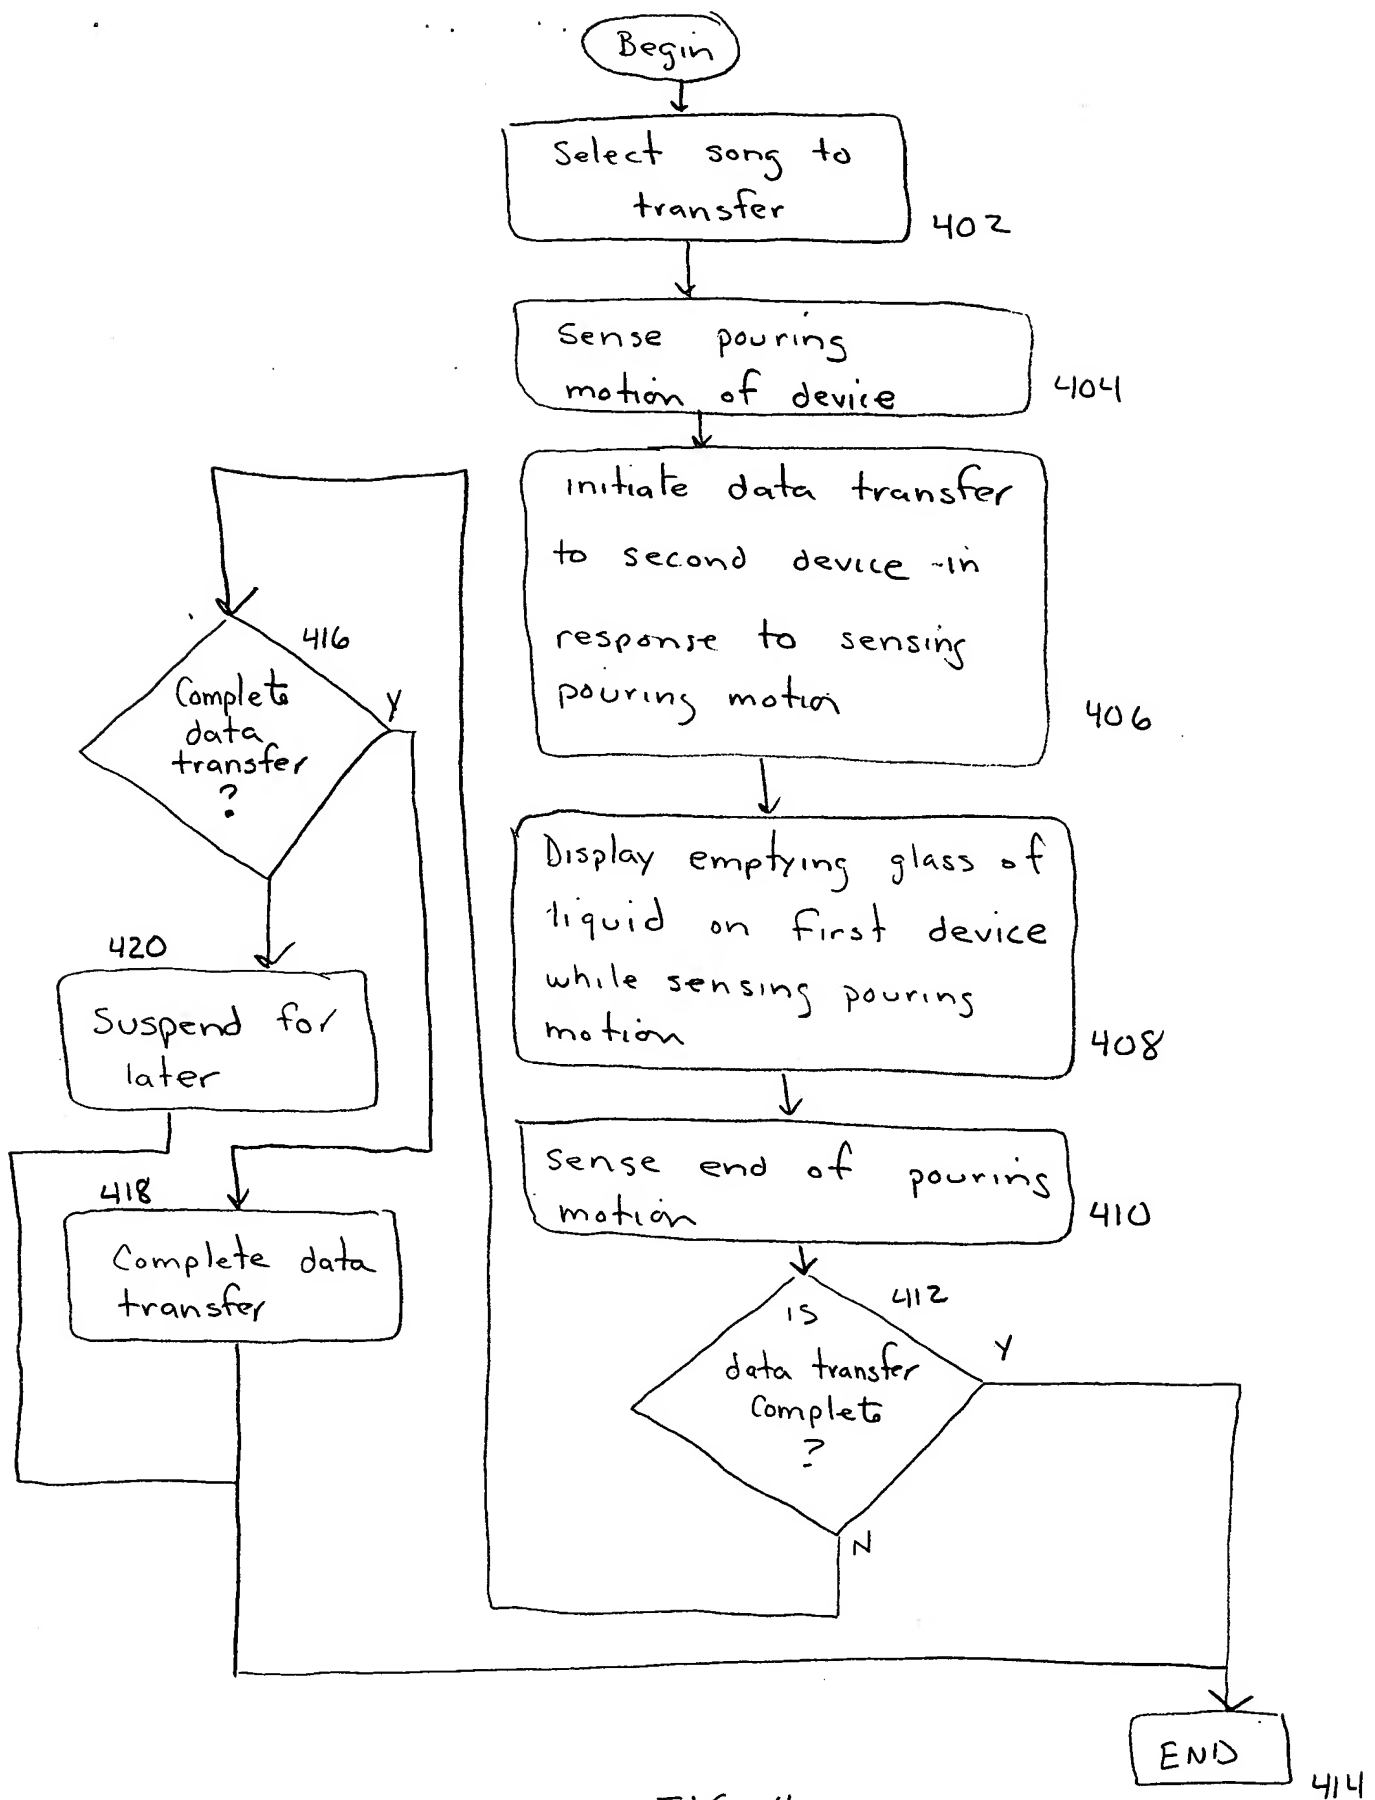 Begin
Select song to
transfer
402
Sense pouring
motion of device
404
initiate data transfer
to second device in
response to sensing
pouring motion
406
Display emptying glass of
liquid on first device
while sensing pouring
motion
408
Sense end of pouring
motion
410
412
is
data transfer
Complete
?
Y
N
416
Complete
data
transfer
?
Y
420
Suspend for
later
418
Complete data
transfer
END
414